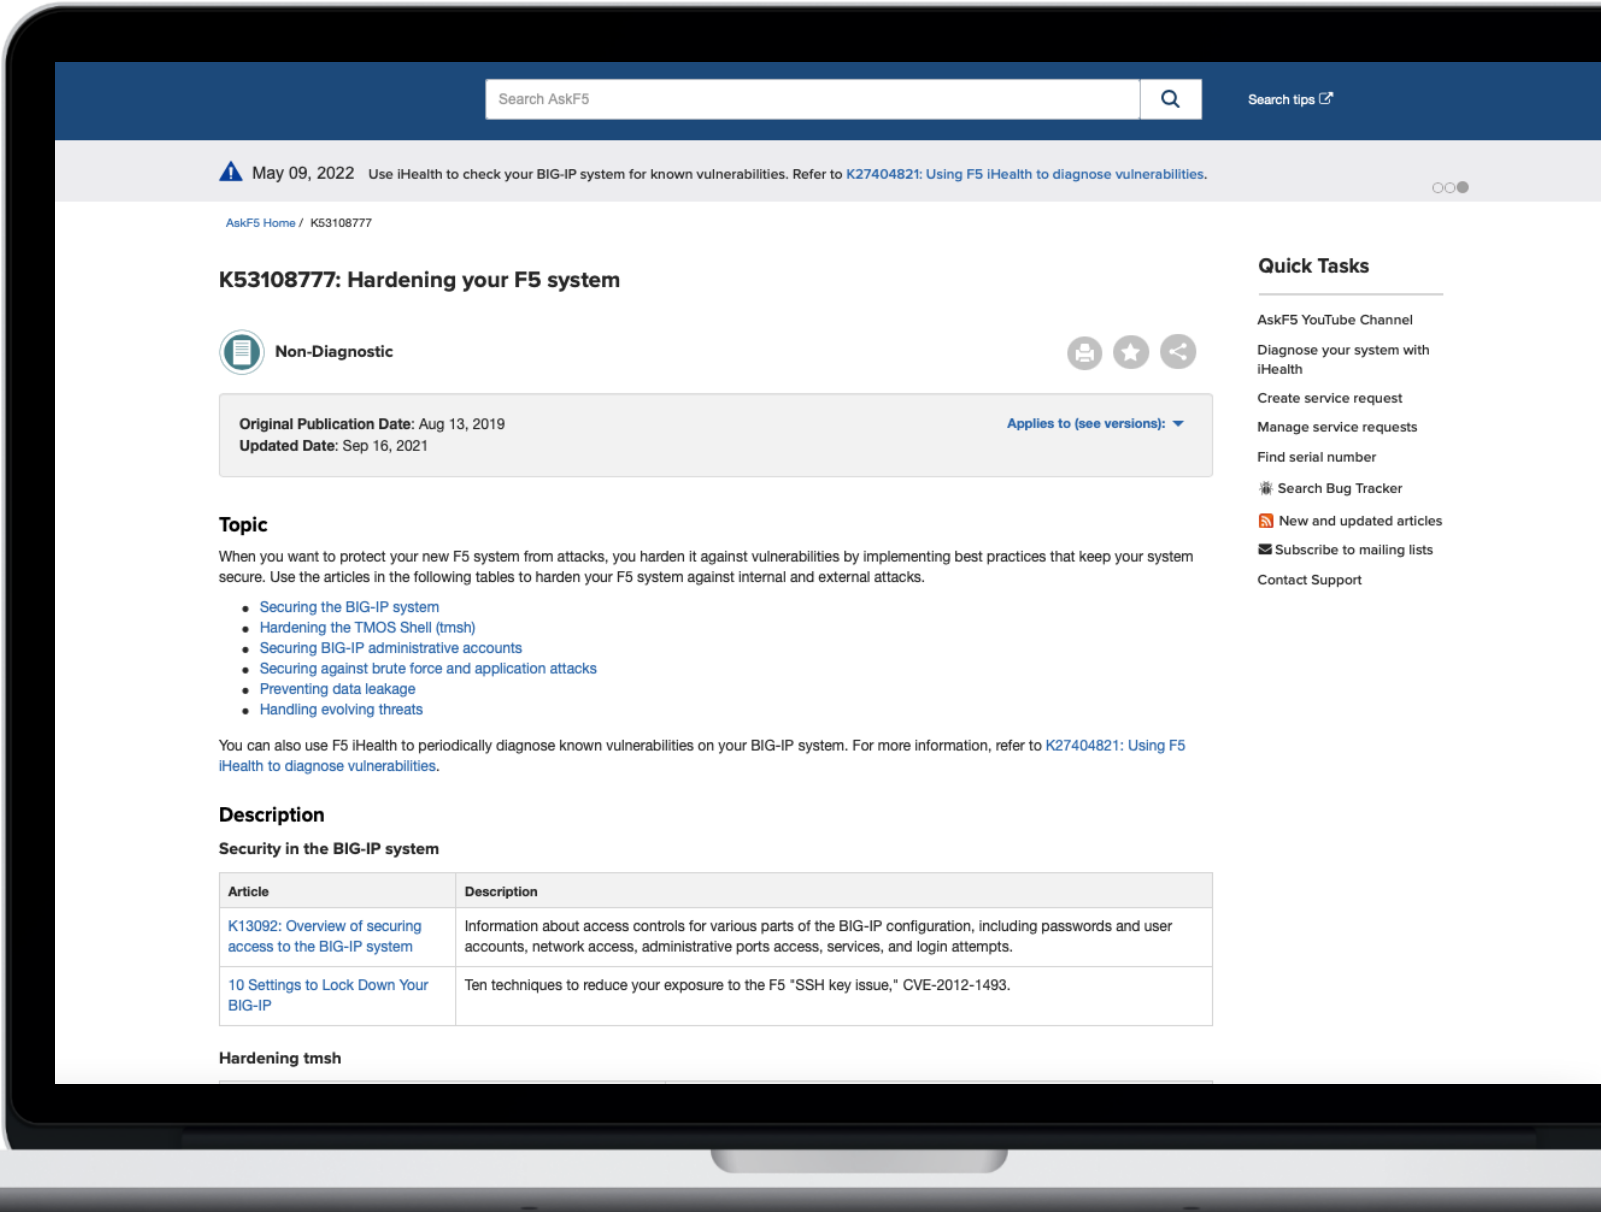 Search AskF5
Search tips
May 09, 2022 Use iHealth to check your BIG-IP system for known vulnerabilities. Refer to K27404821: Using F5 iHealth to diagnose vulnerabilities.
AskF5 Home / K53108777
K53108777: Hardening your F5 system
Non-Diagnostic
Original Publication Date: Aug 13, 2019
Applies to (see versions):
Updated Date: Sep 16, 2021
Topic
When you want to protect your new F5 system from attacks, you harden it against vulnerabilities by implementing best practices that keep your system
secure. Use the articles in the following tables to harden your F5 system against internal and external attacks.
Securing the BIG-IP system
Hardening the TMOS Shell (tmsh)
Securing BIG-IP administrative accounts
Securing against brute force and application attacks
Preventing data leakage
Handling evolving threats
You can also use F5 iHealth to periodically diagnose known vulnerabilities on your BIG-IP system. For more information, refer to K27404821: Using F5
iHealth to diagnose vulnerabilities.
Description
Security in the BIG-IP system
Article
Description
K13092: Overview of securing
access to the BIG-IP system
Information about access controls for various parts of the BIG-IP configuration, including passwords and user
accounts, network access, administrative ports access, services, and login attempts.
10 Settings to Lock Down Your
BIG-IP
Ten techniques to reduce your exposure to the F5 "SSH key issue," CVE-2012-1493.
Hardening tmsh
Quick Tasks
AskF5 YouTube Channel
Diagnose your system with
iHealth
Create service request
Manage service requests
Find serial number
Search Bug Tracker
New and updated articles
Subscribe to mailing lists
Contact Support